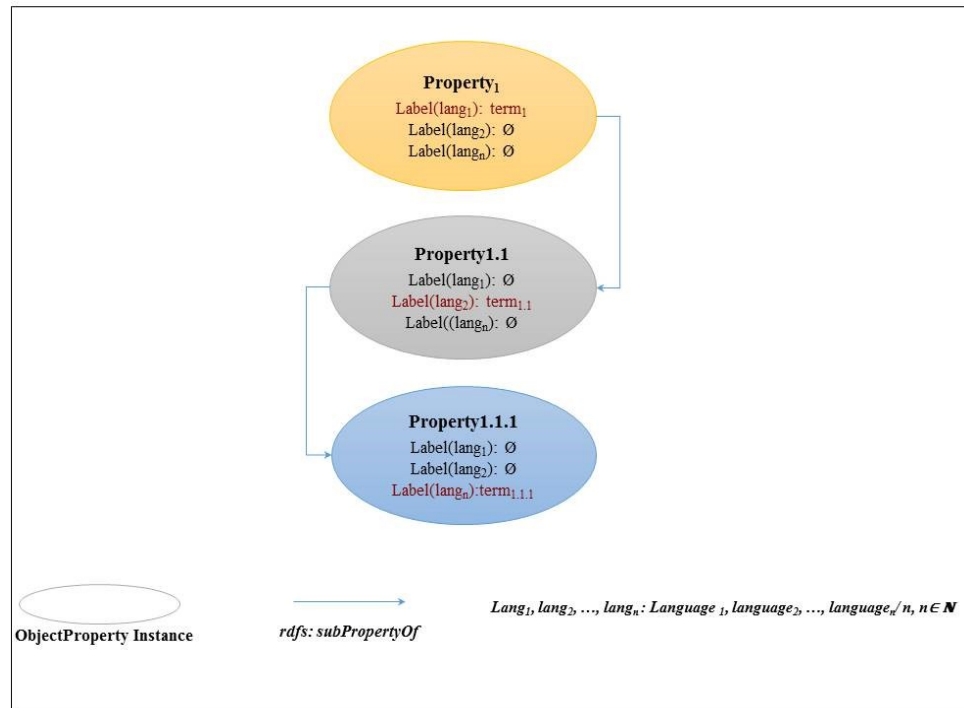 Property₁
Label(lang₁): term₁
Label(lang₂): Ø
Label(langₙ): Ø
Property1.1
Label(lang₁): Ø
Label(lang₂): term₁.₁
Label((langₙ): Ø
Property1.1.1
Label(lang₁): Ø
Label(lang₂): Ø
Label(langₙ):term₁.₁.₁
ObjectProperty Instance
rdfs: subPropertyOf
Lang₁, lang₂, …, langₙ: Language ₁, language₂, …, languageₙ/ n, n∈ℕ